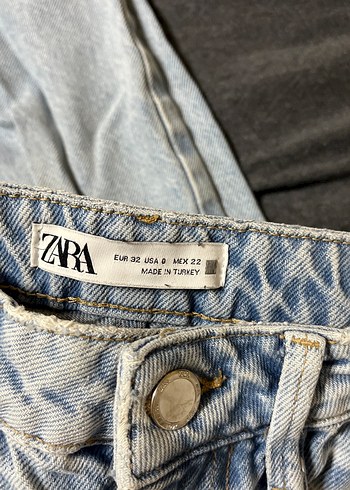 ZARA
EUR 32 USA 0 MEX 22
MADE IN TURKEY